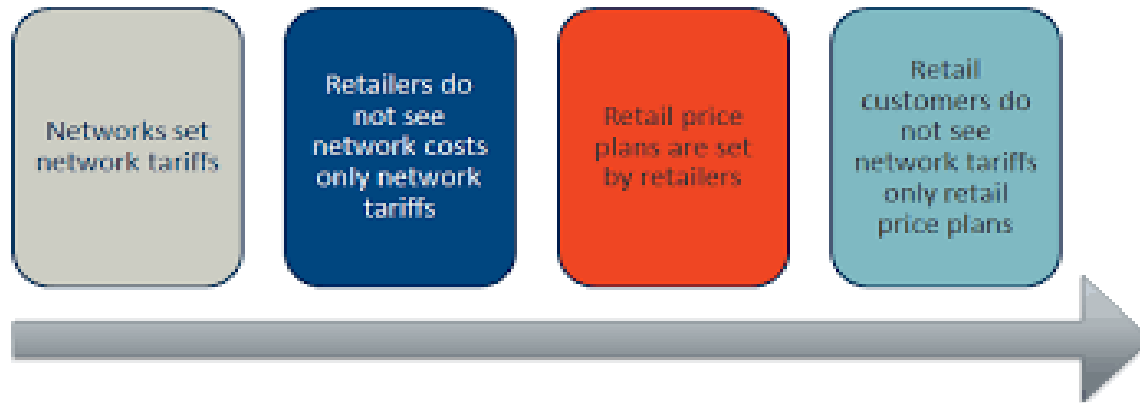 Networks set
network tariffs
Retailers do
not see
network costs
only network
tariffs
Retail price
plans are set
by retailers
Retail
customers do
not see
network tariffs
only retail
price plans